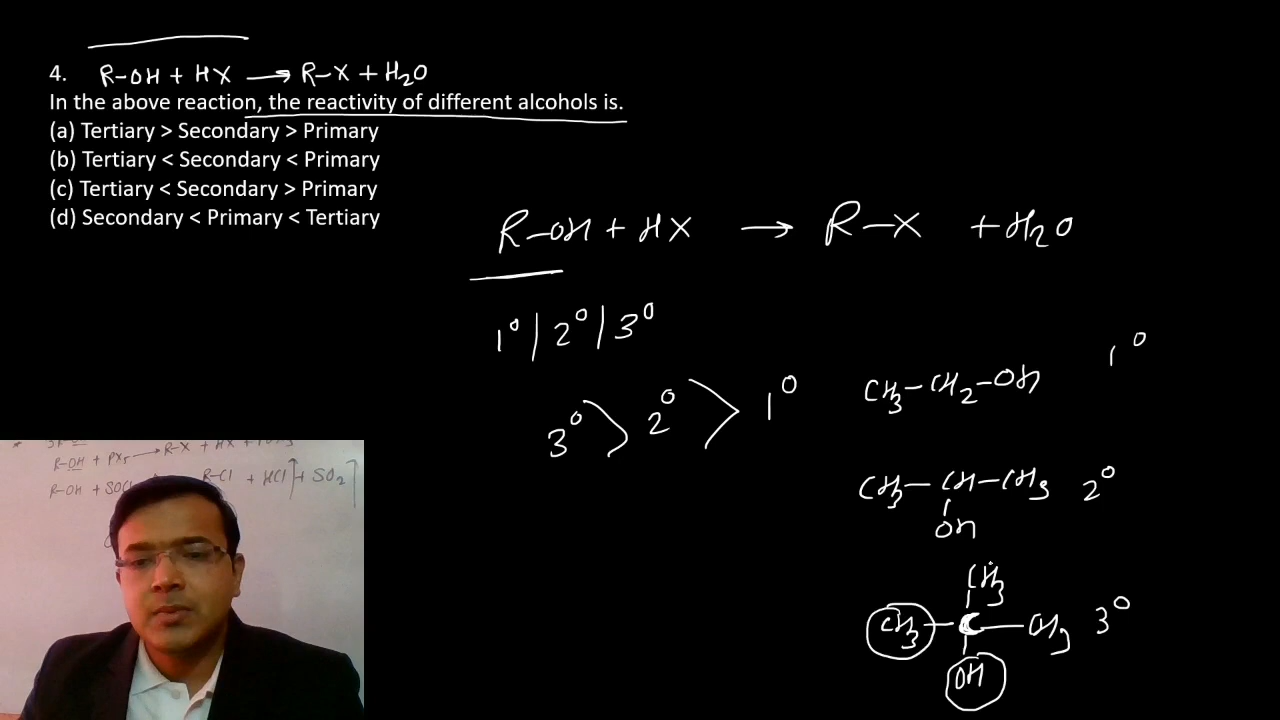 4. R-OH + HX → R-X + H₂O
In the above reaction, the reactivity of different alcohols is.
(a) Tertiary > Secondary > Primary
(b) Tertiary < Secondary < Primary
(c) Tertiary < Secondary > Primary
(d) Secondary < Primary < Tertiary
R-OH + HX → R-X + H₂O
1° / 2° / 3°
3° > 2° > 1°
CH₃-CH₂-OH 1°
CH₃-CH-CH₃ 2°
OH
CH₃
CH₃-C-CH₃ 3°
OH
R-OH + PX₅ → R-X + HX +
R-OH + SOCl R-Cl + HCl↑ + SO₂↑